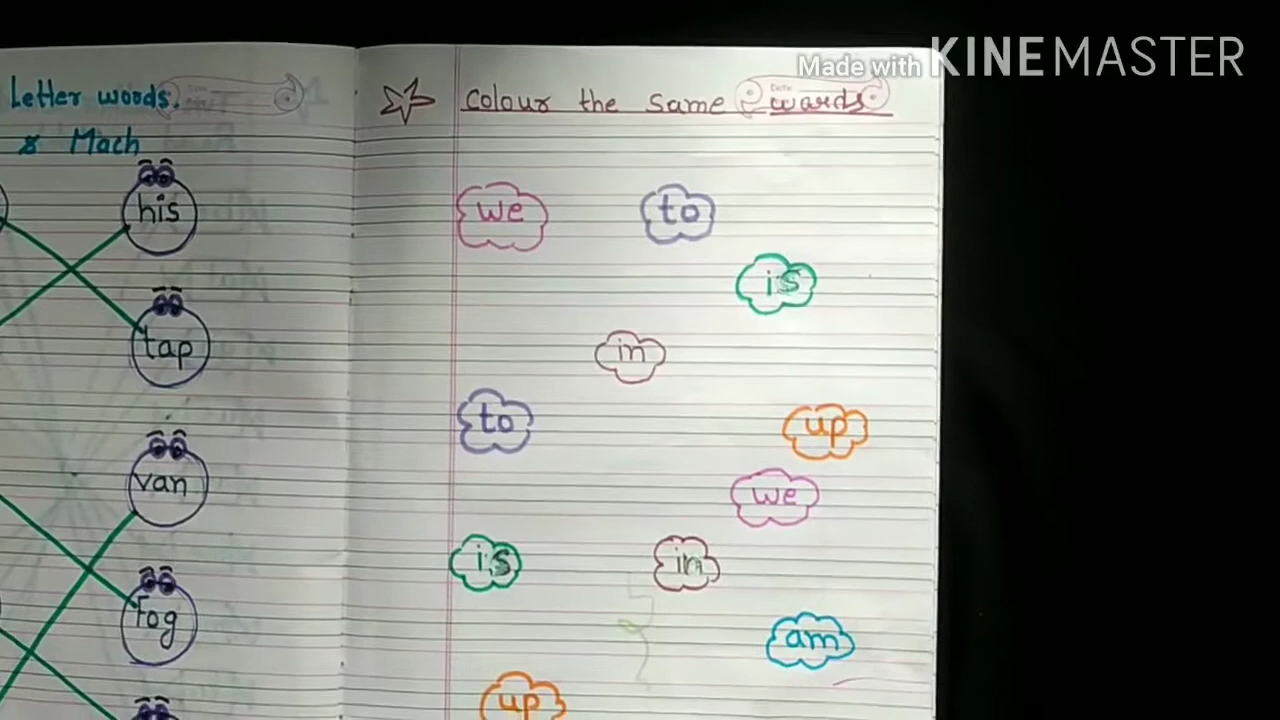 Made with KINEMASTER
Letter words.
& Mach
his
tap
van
Fog
Colour the same words
we
to
is
in
to
up
we
is
in
am
up